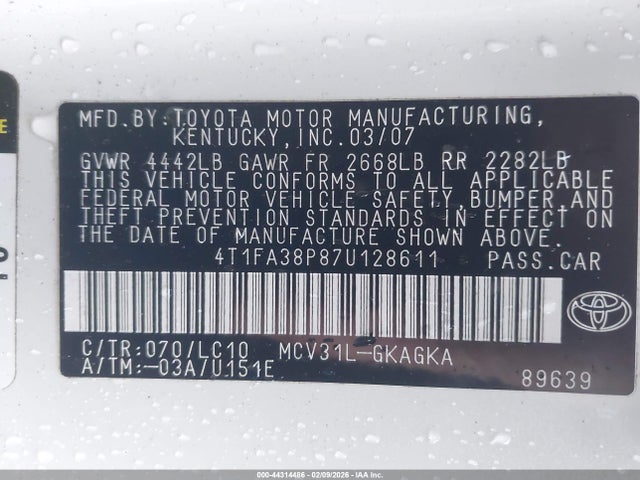 MFD.BY:TOYOTA MOTOR MANUFACTURING,
KENTUCKY,INC.03/07
GVWR 4442LB GAWR FR 2668LB RR 2282LB
THIS VEHICLE CONFORMS TO ALL APPLICABLE
FEDERAL MOTOR VEHICLE SAFETY,BUMPER,AND
THEFT PREVENTION STANDARDS IN EFFECT ON
THE DATE OF MANUFACTURE SHOWN ABOVE.
4T1FA38P87U128611 PASS.CAR
C/TR:070/LC10 MCV31L-GKAGKA
A/TM:-03A/U151E
89639
000-44314486 - 02/09/2026 - IAAI.COM